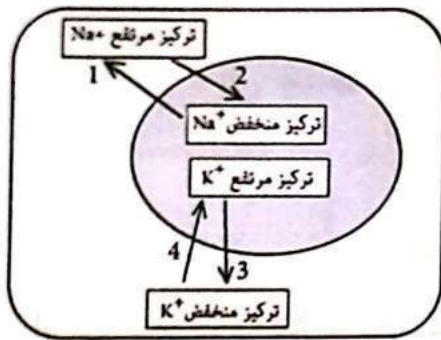 تركيز مرتفع Na+
1
2
تركيز منخفض Na⁺
تركيز مرتفع K⁺
4
3
تركيز منخفض K⁺